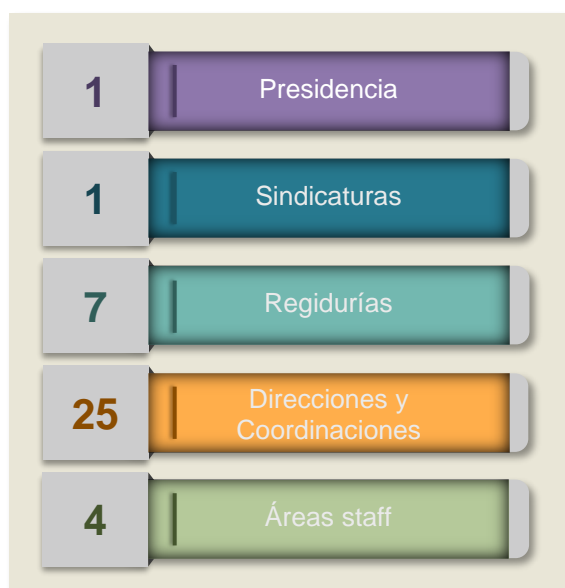 1 Presidencia
1 Sindicaturas
7 Regidurías
25 Direcciones y
Coordinaciones
4 Áreas staff